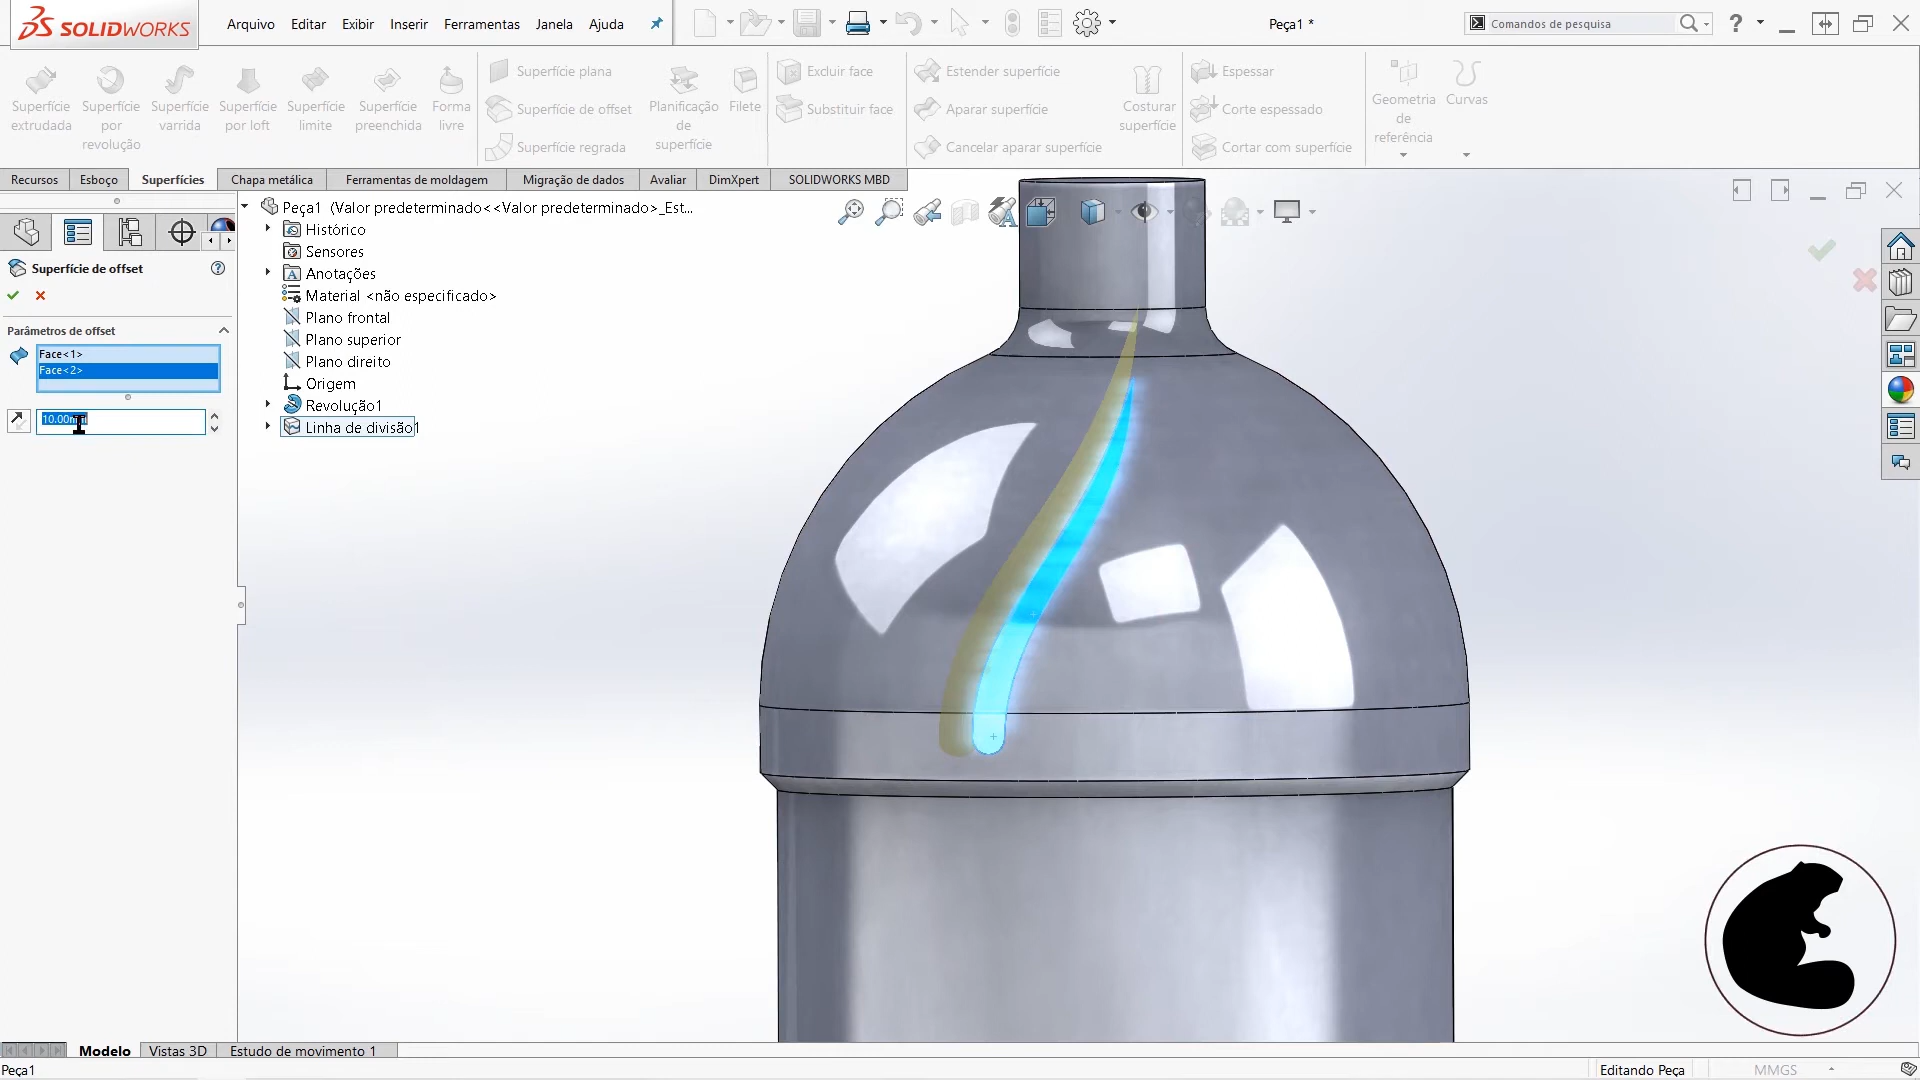 SOLIDWORKS
Arquivo Editar Exibir Inserir Ferramentas Janela Ajuda
Peça1 *
Comandos de pesquisa
?
Superfície extrudada
Superfície por revolução
Superfície varrida
Superfície por loft
Superfície limite
Superfície preenchida
Forma livre
Superfície plana
Superfície de offset
Superfície regrada
Planificação de superfície
Filete
Excluir face
Substituir face
Estender superfície
Aparar superfície
Cancelar aparar superfície
Costurar superfície
Espessar
Corte espessado
Cortar com superfície
Geometria de referência
Curvas
Recursos Esboço Superfícies Chapa metálica Ferramentas de moldagem Migração de dados Avaliar DimXpert SOLIDWORKS MBD
Superfície de offset
?
Parâmetros de offset
Face<1>
Face<2>
Peça1 (Valor predeterminado<<Valor predeterminado>_Est...
Histórico
Sensores
Anotações
Material <não especificado>
Plano frontal
Plano superior
Plano direito
Origem
Revolução1
Linha de divisão1
Modelo Vistas 3D Estudo de movimento 1
Peça1
Editando Peça
MMGS